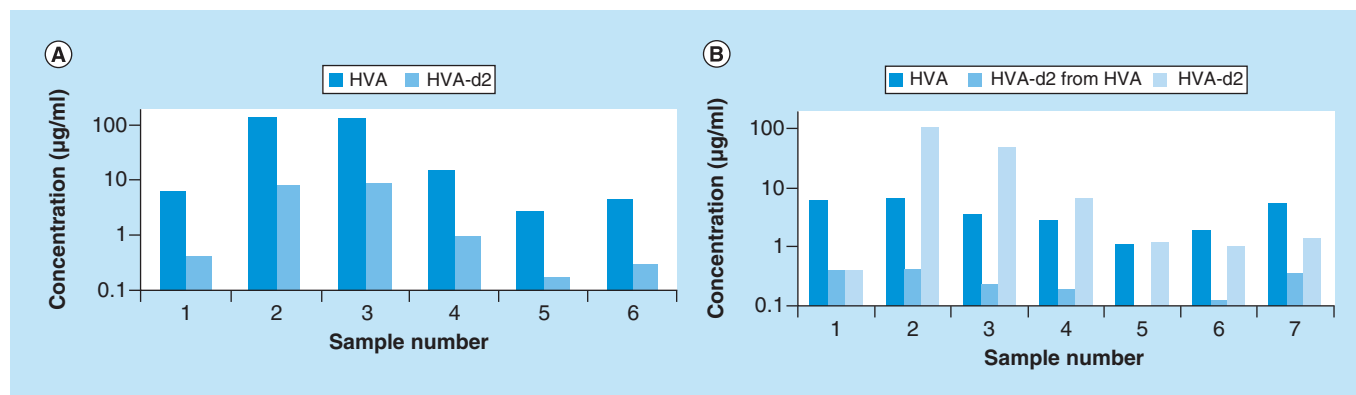 A
HVA HVA-d2
Concentration (µg/ml)
100
10
1
0.1
1 2 3 4 5 6
Sample number
B
HVA HVA-d2 from HVA HVA-d2
Concentration (µg/ml)
100
10
1
0.1
1 2 3 4 5 6 7
Sample number